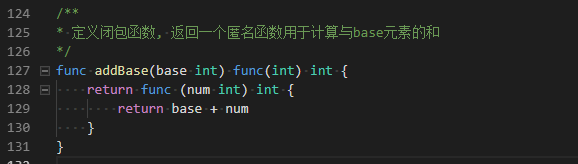 124 /**
125 * 定义闭包函数, 返回一个匿名函数用于计算与base元素的和
126 */
127 func addBase(base int) func(int) int {
128     return func (num int) int {
129         return base + num
130     }
131 }